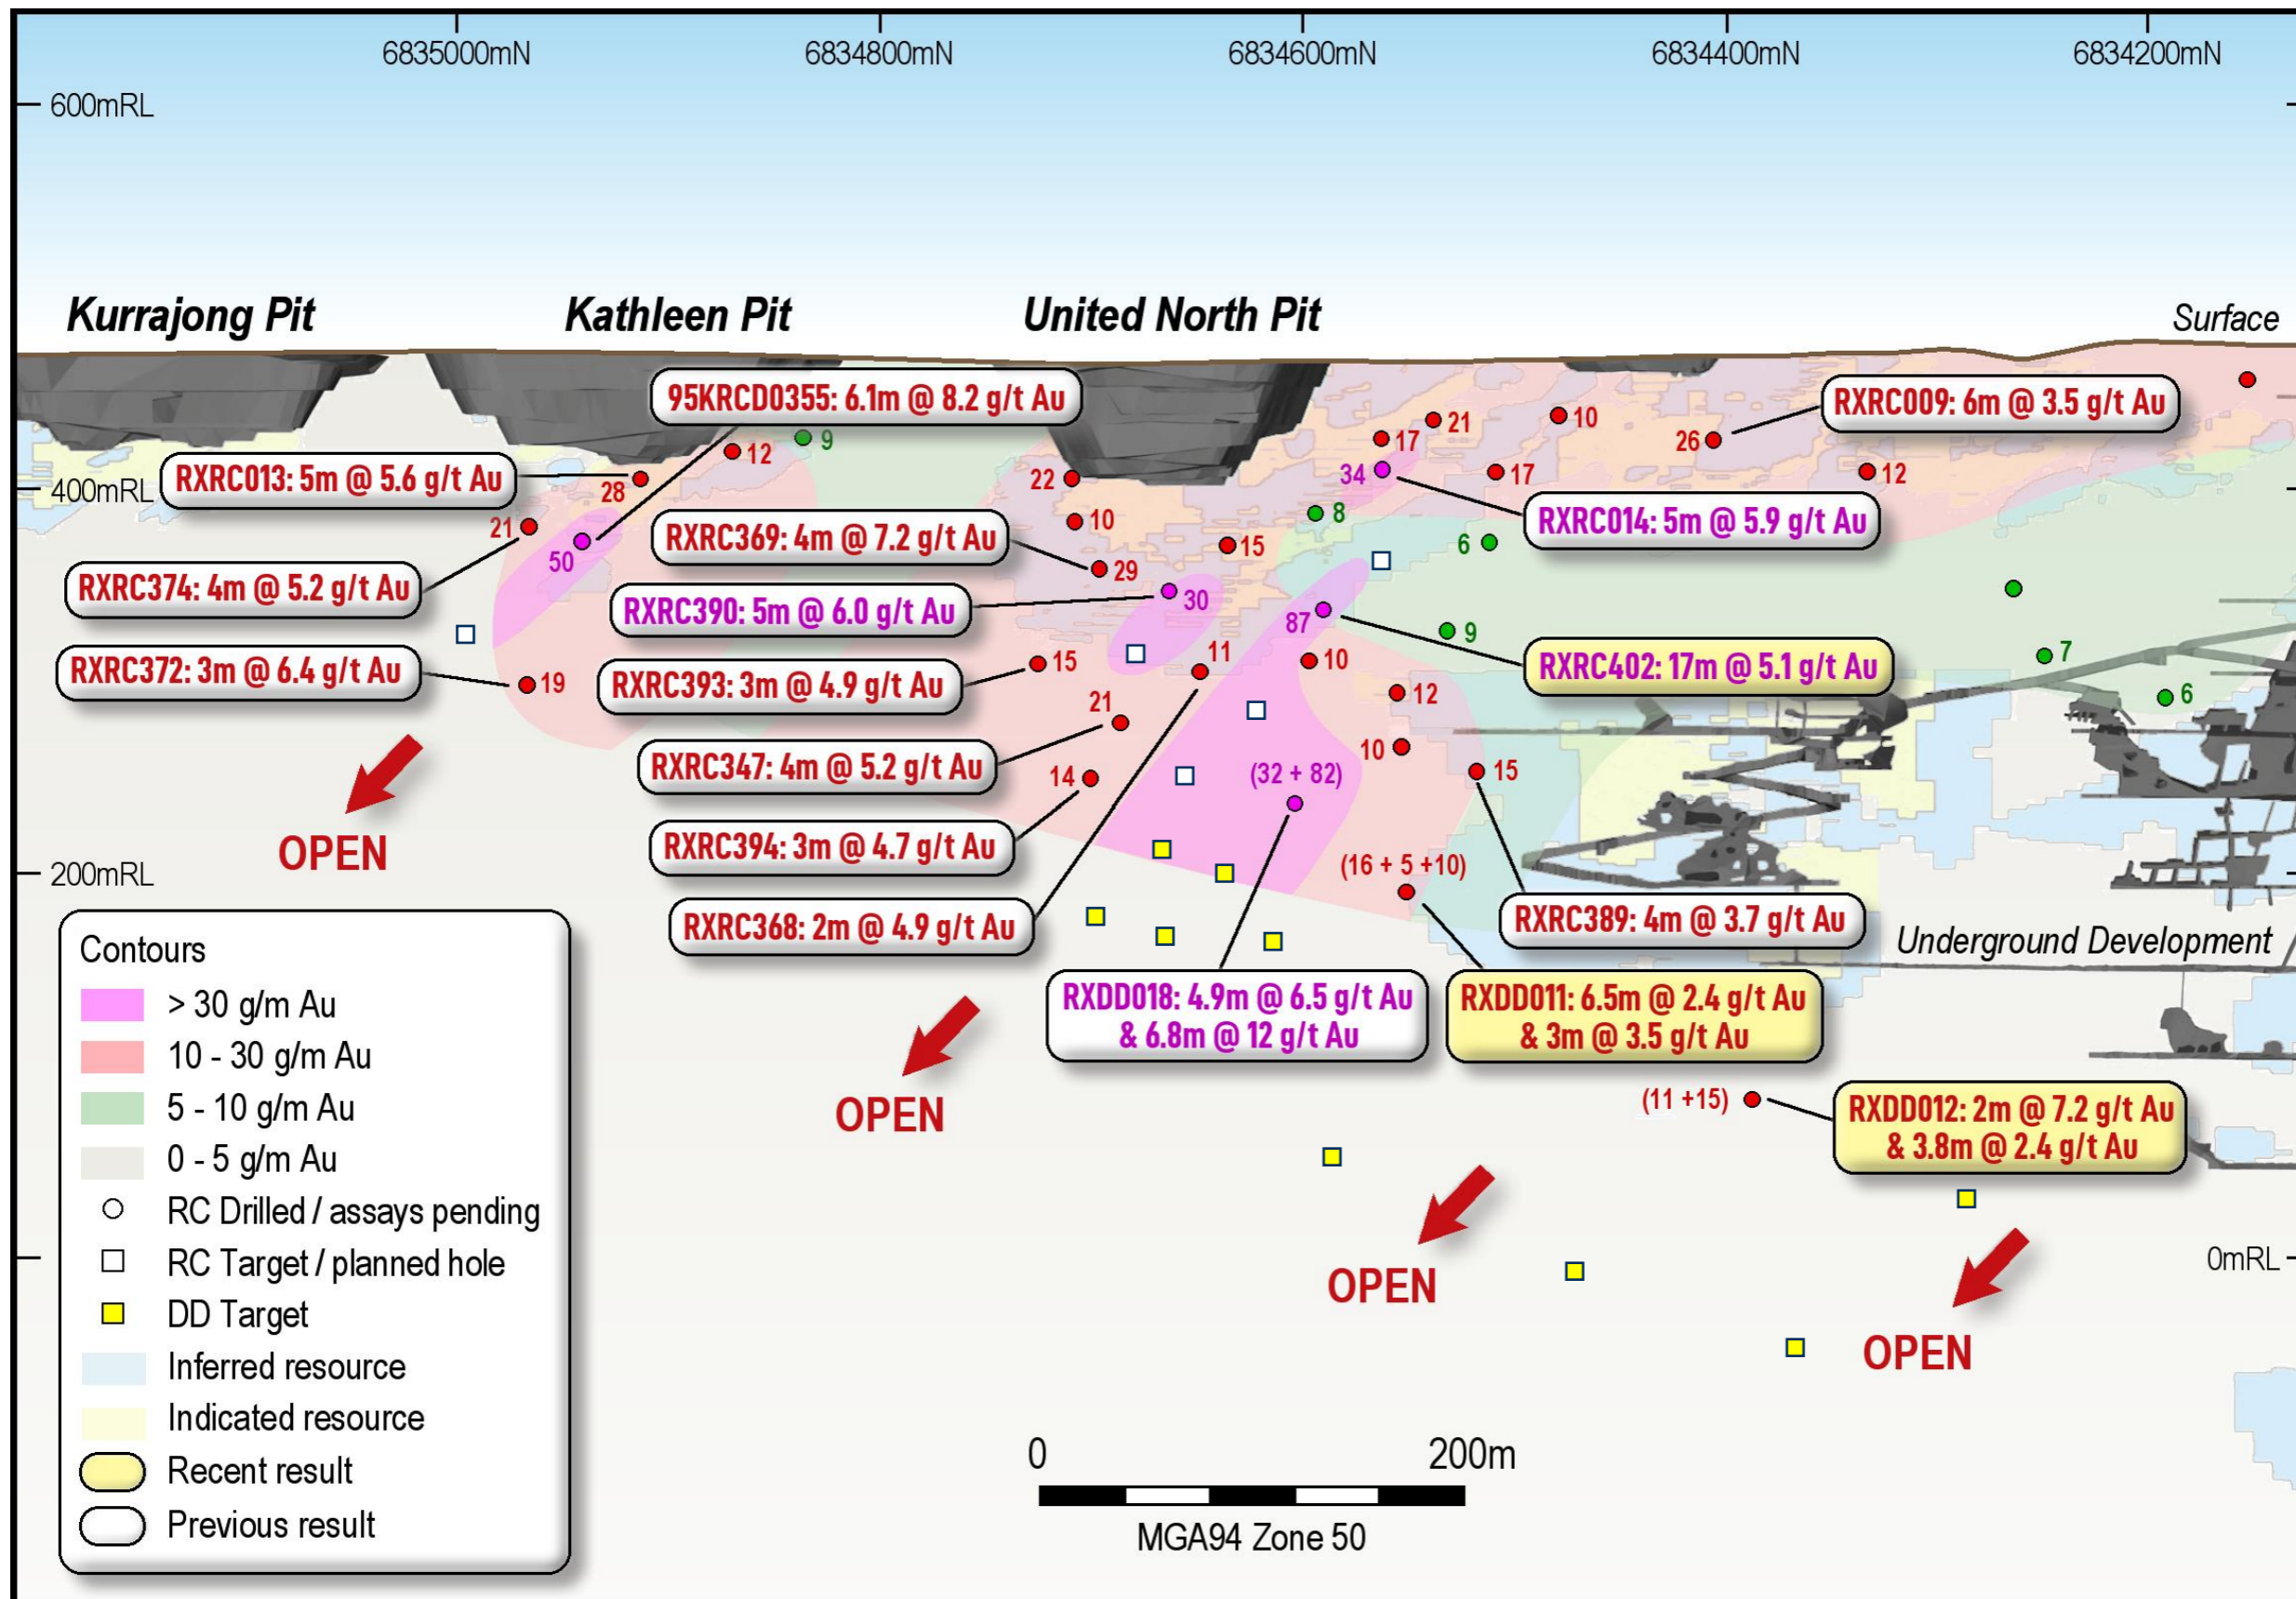 6835000mN
6834800mN
6834600mN
6834400mN
6834200mN
600mRL
Kurrajong Pit
Kathleen Pit
United North Pit
Surface
95KRCD0355: 6.1m @ 8.2 g/t Au
RXRC009: 6m @ 3.5 g/t Au
21
10
17
26
9
12
RXRC013: 5m @ 5.6 g/t Au
28
22
34
17
12
400mRL
RXRC014: 5m @ 5.9 g/t Au
21
10
8
RXRC369: 4m @ 7.2 g/t Au
15
6
50
29
RXRC374: 4m @ 5.2 g/t Au
RXRC390: 5m @ 6.0 g/t Au
30
87
9
RXRC402: 17m @ 5.1 g/t Au
7
RXRC372: 3m @ 6.4 g/t Au
19
RXRC393: 3m @ 4.9 g/t Au
15
11
10
12
6
21
RXRC347: 4m @ 5.2 g/t Au
10
14
(32 + 82)
15
OPEN
RXRC394: 3m @ 4.7 g/t Au
(16 + 5 +10)
200mRL
RXRC368: 2m @ 4.9 g/t Au
RXRC389: 4m @ 3.7 g/t Au
Underground Development
RXDD018: 4.9m @ 6.5 g/t Au
& 6.8m @ 12 g/t Au
RXDD011: 6.5m @ 2.4 g/t Au
& 3m @ 3.5 g/t Au
OPEN
(11 +15)
RXDD012: 2m @ 7.2 g/t Au
& 3.8m @ 2.4 g/t Au
0mRL
OPEN
OPEN
Contours
> 30 g/m Au
10 - 30 g/m Au
5 - 10 g/m Au
0 - 5 g/m Au
RC Drilled / assays pending
RC Target / planned hole
DD Target
Inferred resource
Indicated resource
Recent result
Previous result
0
200m
MGA94 Zone 50